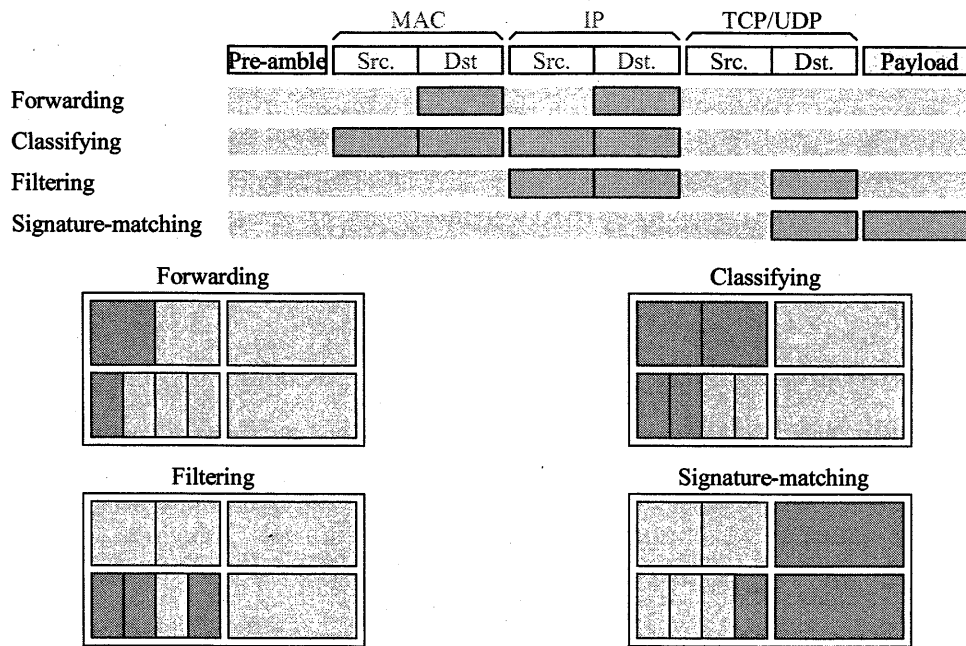 MAC IP TCP/UDP
Pre-amble Src. Dst Src. Dst. Src. Dst. Payload
Forwarding
Classifying
Filtering
Signature-matching
Forwarding Classifying
Filtering Signature-matching